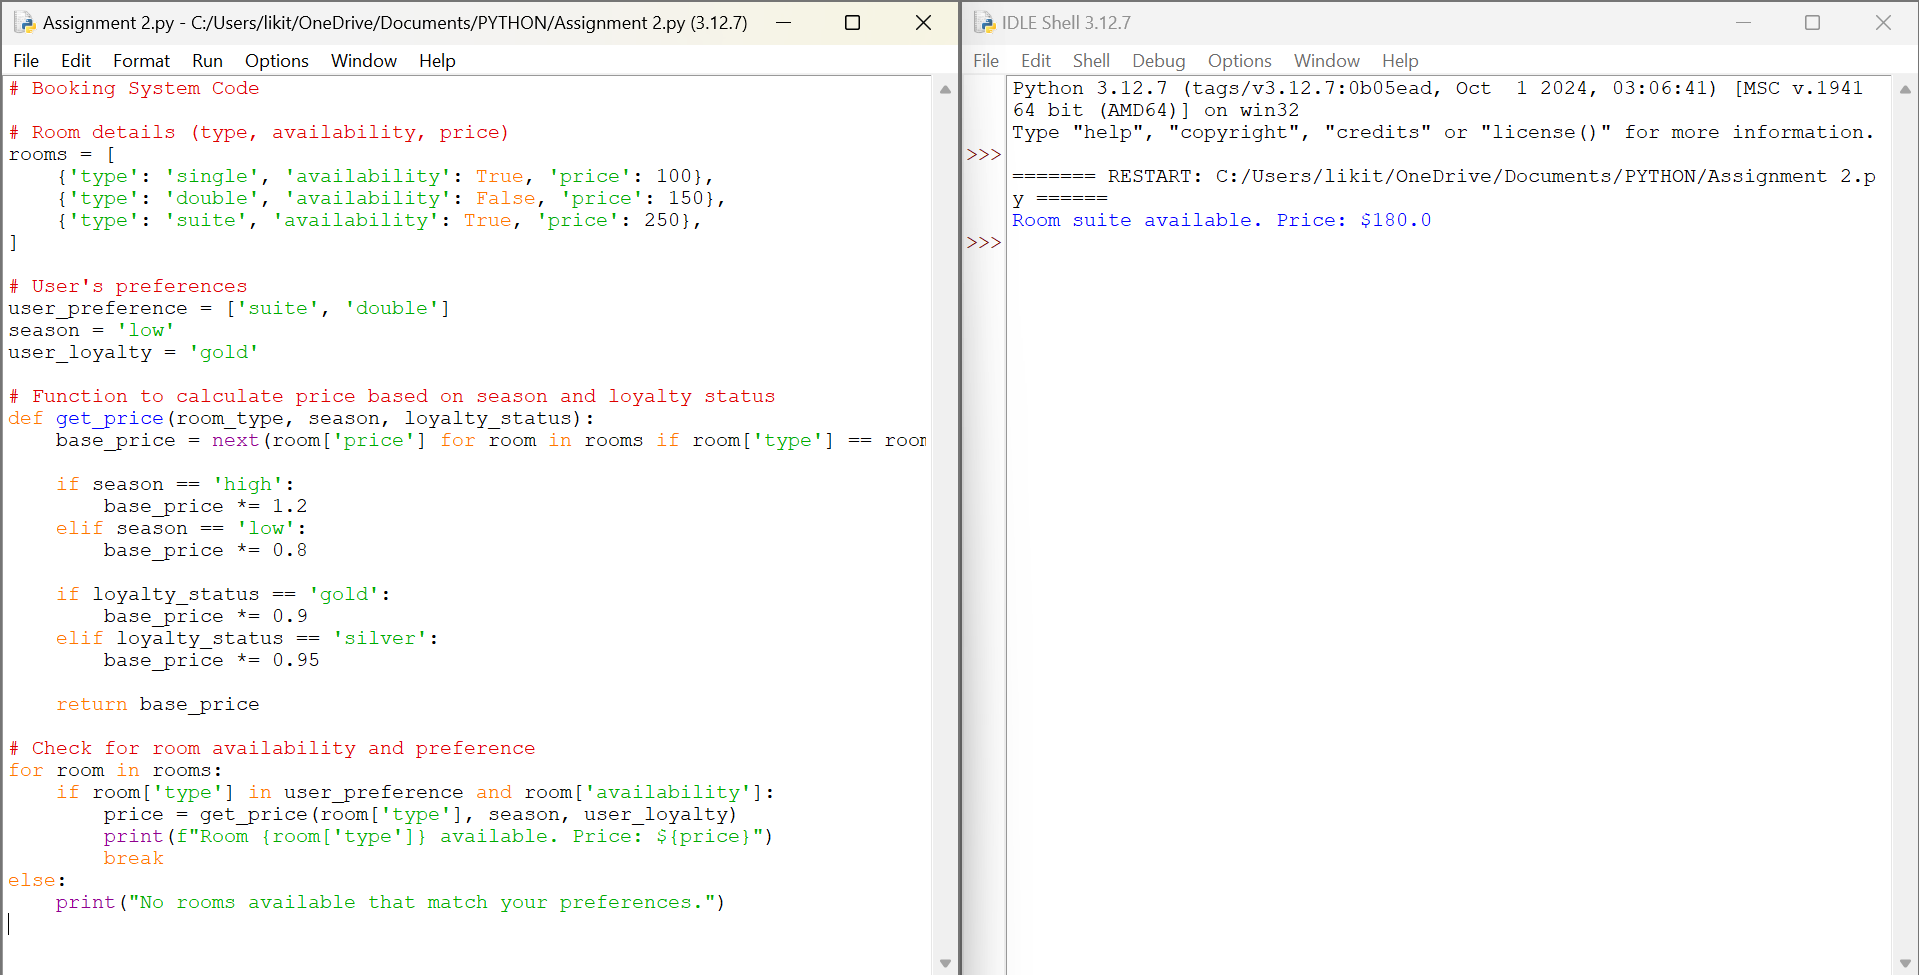 Assignment 2.py - C:/Users/likit/OneDrive/Documents/PYTHON/Assignment 2.py (3.12.7)
File Edit Format Run Options Window Help
# Booking System Code

# Room details (type, availability, price)
rooms = [
    {'type': 'single', 'availability': True, 'price': 100},
    {'type': 'double', 'availability': False, 'price': 150},
    {'type': 'suite', 'availability': True, 'price': 250},
]

# User's preferences
user_preference = ['suite', 'double']
season = 'low'
user_loyalty = 'gold'

# Function to calculate price based on season and loyalty status
def get_price(room_type, season, loyalty_status):
    base_price = next(room['price'] for room in rooms if room['type'] == room

    if season == 'high':
        base_price *= 1.2
    elif season == 'low':
        base_price *= 0.8

    if loyalty_status == 'gold':
        base_price *= 0.9
    elif loyalty_status == 'silver':
        base_price *= 0.95

    return base_price

# Check for room availability and preference
for room in rooms:
    if room['type'] in user_preference and room['availability']:
        price = get_price(room['type'], season, user_loyalty)
        print(f"Room {room['type']} available. Price: ${price}")
        break
else:
    print("No rooms available that match your preferences.")
IDLE Shell 3.12.7
File Edit Shell Debug Options Window Help
Python 3.12.7 (tags/v3.12.7:0b05ead, Oct  1 2024, 03:06:41) [MSC v.1941
64 bit (AMD64)] on win32
Type "help", "copyright", "credits" or "license()" for more information.
>>>
======= RESTART: C:/Users/likit/OneDrive/Documents/PYTHON/Assignment 2.p
y ======
Room suite available. Price: $180.0
>>>